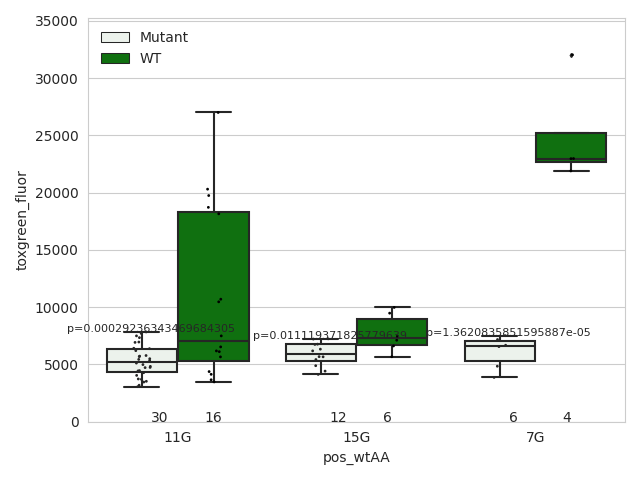 35000
30000
25000
20000
15000
10000
5000
0
toxgreen_fluor
Mutant
WT
p=0.00029236343469684305
p=0.011119371825779639
p=1.3620835851595887e-05
30 16 12 6 6 4
11G 15G 7G
pos_wtAA